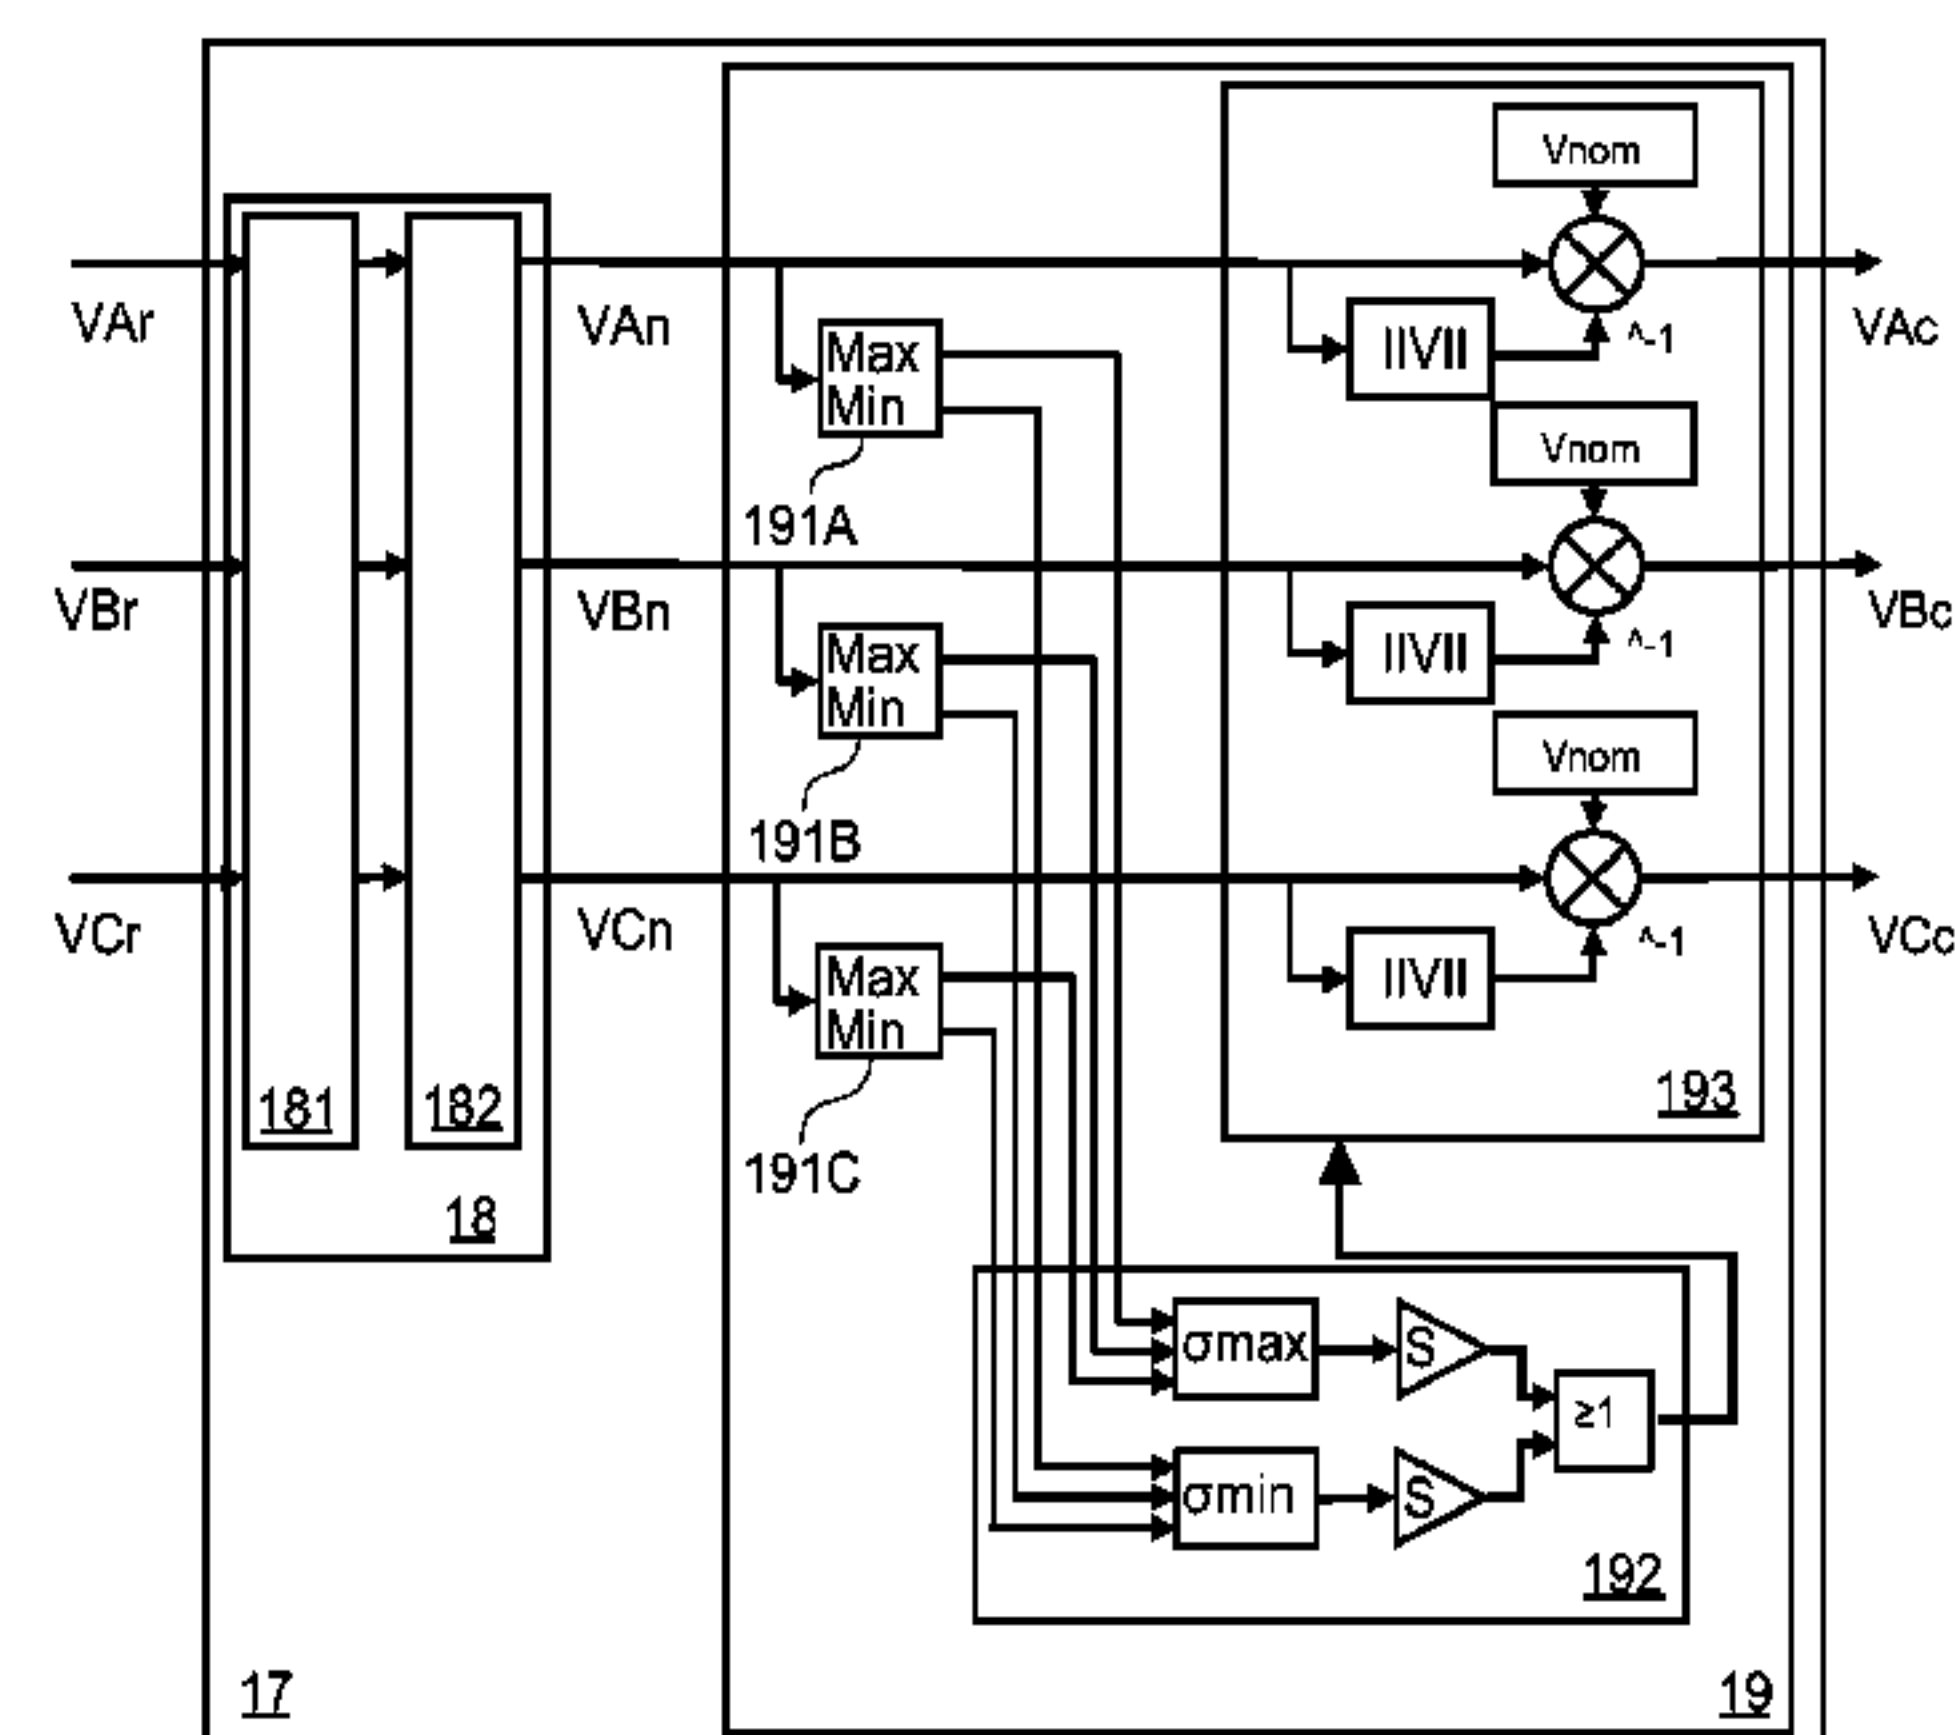 Vnom
VAr
VAn
Max
Min
IIVII
^-1
VAc
Vnom
191A
VBr
VBn
Max
Min
IIVII
^-1
VBc
Vnom
191B
VCr
VCn
Max
Min
IIVII
^-1
VCc
181
182
193
191C
18
σmax
S
≥1
σmin
S
192
17
19